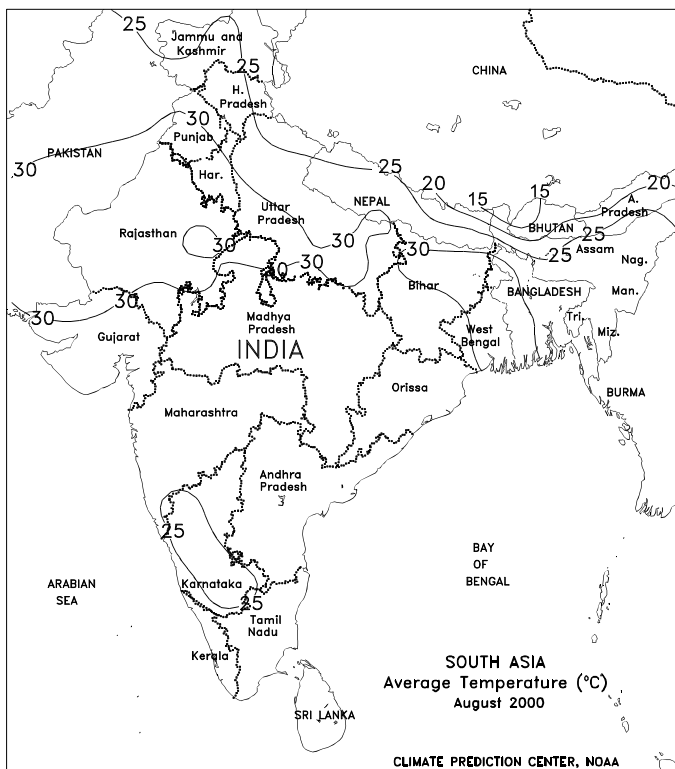 25
Jammu and
Kashmir
25
CHINA
H.
Pradesh
30
Punjab
PAKISTAN
30
Har.
25
20
15
15
20
A.
Pradesh
NEPAL
Uttar
Pradesh
BHUTAN
Rajasthan
30
30
30
25
Assam
25
Nag.
30
30
Bihar
BANGLADESH
Man.
30
30
Madhya
Pradesh
Tri.
Miz.
Gujarat
West
Bengal
INDIA
Orissa
BURMA
Maharashtra
Andhra
Pradesh
25
BAY
OF
BENGAL
ARABIAN
SEA
Karnataka
25
Tamil
Nadu
Kerala
SOUTH ASIA
Average Temperature (°C)
August 2000
SRI LANKA
CLIMATE PREDICTION CENTER, NOAA